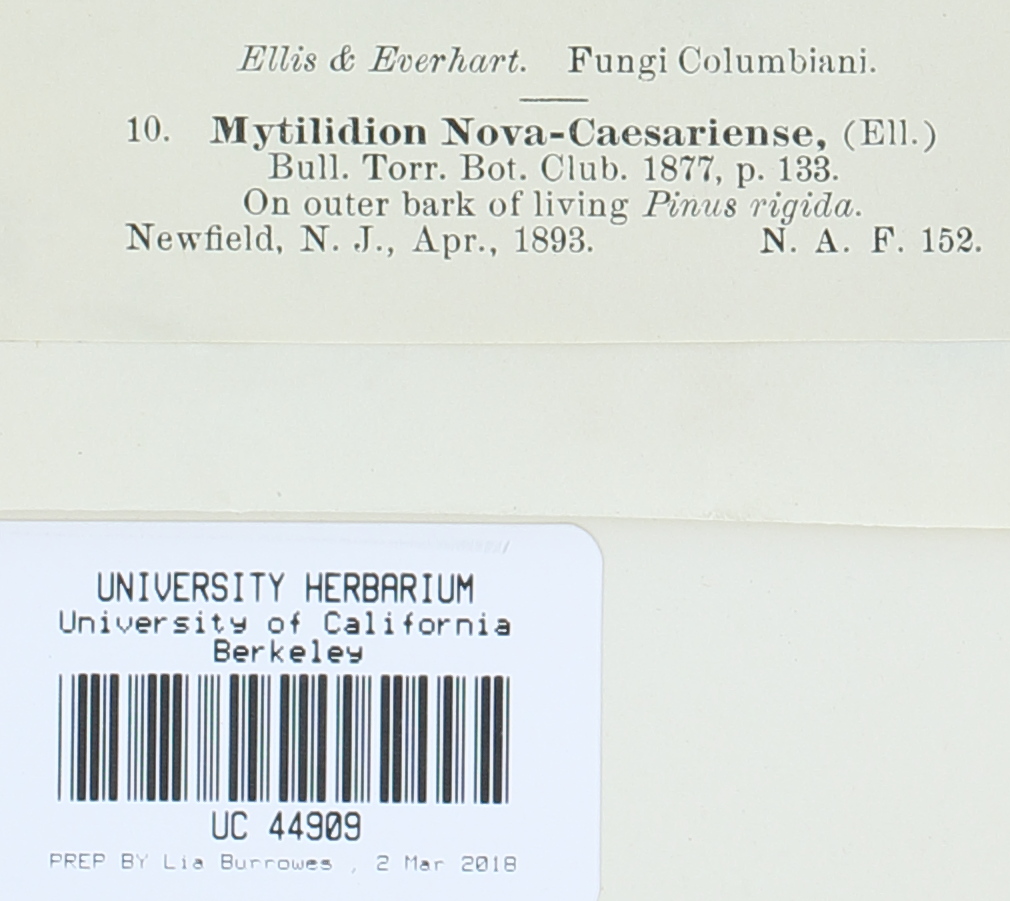 Ellis & Everhart. Fungi Columbiani.
10. Mytilidion Nova-Caesariense, (Ell.)
Bull. Torr. Bot. Club. 1877, p. 133.
On outer bark of living Pinus rigida.
Newfield, N. J., Apr., 1893. N. A. F. 152.
UNIVERSITY HERBARIUM
University of California
Berkeley
UC 44909
PREP BY Lia Burrowes , 2 Mar 2018